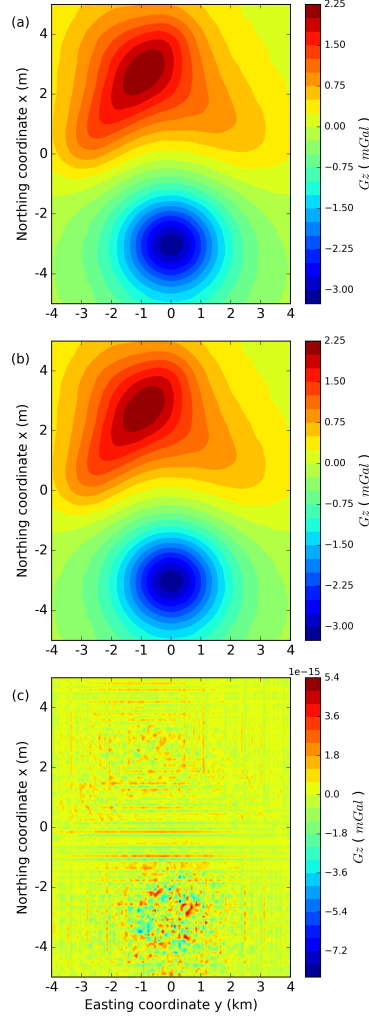 (a)
Northing coordinate x (m)
4
2
0
-2
-4
-4 -3 -2 -1 0 1 2 3 4
2.25
1.50
0.75
0.00
−0.75
−1.50
−2.25
−3.00
Gz ( mGal )
(b)
Northing coordinate x (m)
4
2
0
-2
-4
-4 -3 -2 -1 0 1 2 3 4
2.25
1.50
0.75
0.00
−0.75
−1.50
−2.25
−3.00
Gz ( mGal )
(c)
Northing coordinate x (m)
4
2
0
-2
-4
-4 -3 -2 -1 0 1 2 3 4
Easting coordinate y (km)
1e−15
5.4
3.6
1.8
0.0
−1.8
−3.6
−5.4
−7.2
Gz ( mGal )